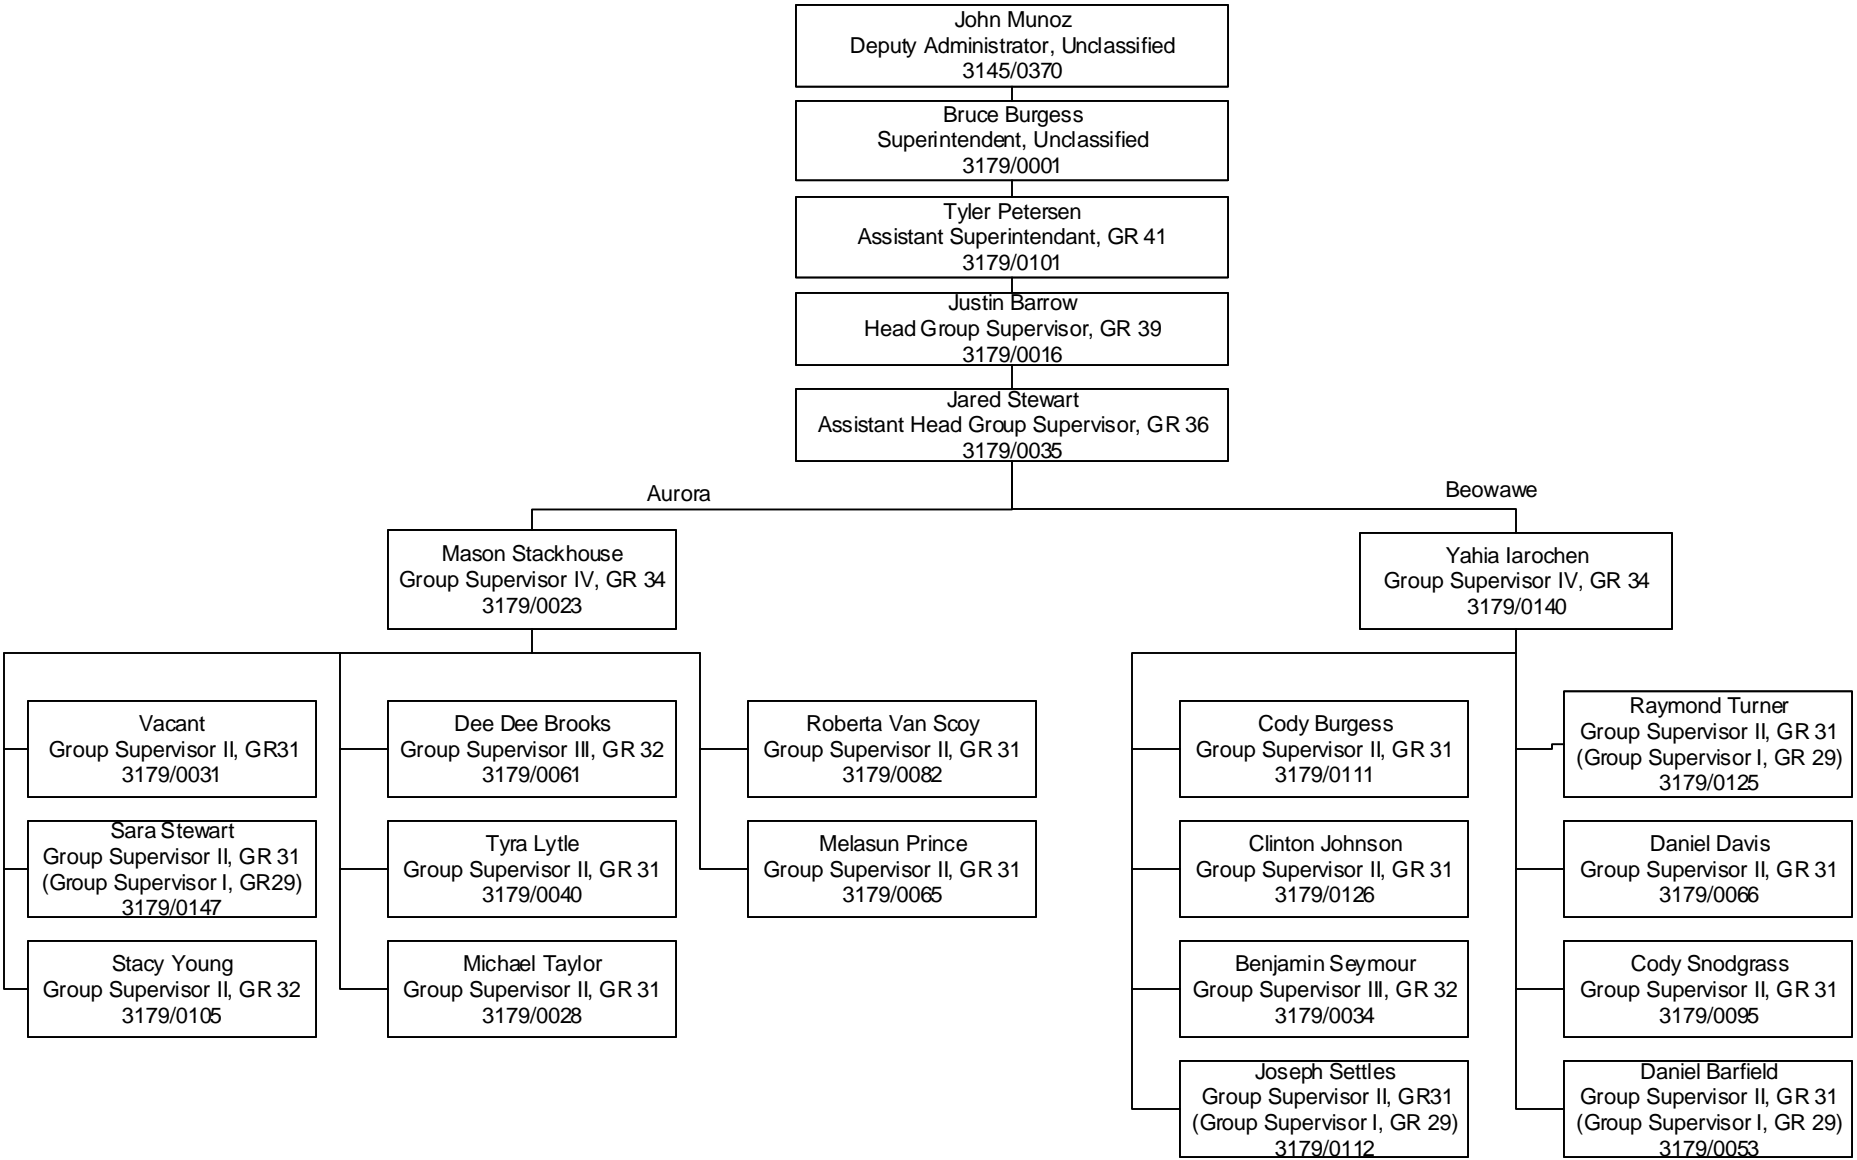 John Munoz
Deputy Administrator, Unclassified
3145/0370
Bruce Burgess
Superintendent, Unclassified
3179/0001
Tyler Petersen
Assistant Superintendant, GR 41
3179/0101
Justin Barrow
Head Group Supervisor, GR 39
3179/0016
Jared Stewart
Assistant Head Group Supervisor, GR 36
3179/0035
Aurora
Mason Stackhouse
Group Supervisor IV, GR 34
3179/0023
Vacant
Group Supervisor II, GR31
3179/0031
Sara Stewart
Group Supervisor II, GR 31
(Group Supervisor I, GR29)
3179/0147
Stacy Young
Group Supervisor II, GR 32
3179/0105
Dee Dee Brooks
Group Supervisor III, GR 32
3179/0061
Tyra Lytle
Group Supervisor II, GR 31
3179/0040
Michael Taylor
Group Supervisor II, GR 31
3179/0028
Roberta Van Scoy
Group Supervisor II, GR 31
3179/0082
Melasun Prince
Group Supervisor II, GR 31
3179/0065
Beowawe
Yahia Iarochen
Group Supervisor IV, GR 34
3179/0140
Cody Burgess
Group Supervisor II, GR 31
3179/0111
Clinton Johnson
Group Supervisor II, GR 31
3179/0126
Benjamin Seymour
Group Supervisor III, GR 32
3179/0034
Joseph Settles
Group Supervisor II, GR31
(Group Supervisor I, GR 29)
3179/0112
Raymond Turner
Group Supervisor II, GR 31
(Group Supervisor I, GR 29)
3179/0125
Daniel Davis
Group Supervisor II, GR 31
3179/0066
Cody Snodgrass
Group Supervisor II, GR 31
3179/0095
Daniel Barfield
Group Supervisor II, GR 31
(Group Supervisor I, GR 29)
3179/0053